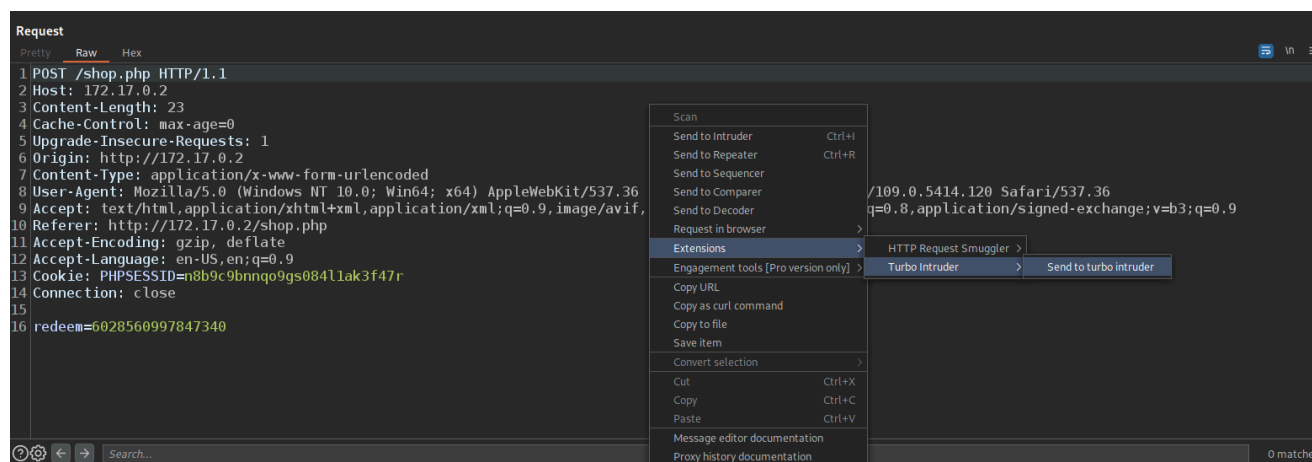 Request
Pretty Raw Hex
\n
1 POST /shop.php HTTP/1.1
2 Host: 172.17.0.2
3 Content-Length: 23
4 Cache-Control: max-age=0
5 Upgrade-Insecure-Requests: 1
6 Origin: http://172.17.0.2
7 Content-Type: application/x-www-form-urlencoded
8 User-Agent: Mozilla/5.0 (Windows NT 10.0; Win64; x64) AppleWebKit/537.36 /109.0.5414.120 Safari/537.36
9 Accept: text/html,application/xhtml+xml,application/xml;q=0.9,image/avif, q=0.8,application/signed-exchange;v=b3;q=0.9
10 Referer: http://172.17.0.2/shop.php
11 Accept-Encoding: gzip, deflate
12 Accept-Language: en-US,en;q=0.9
13 Cookie: PHPSESSID=n8b9c9bnnqo9gs084l1ak3f47r
14 Connection: close
15
16 redeem=6028560997847340
Scan
Send to Intruder Ctrl+I
Send to Repeater Ctrl+R
Send to Sequencer
Send to Comparer
Send to Decoder
Request in browser >
Extensions >
Engagement tools [Pro version only] >
Copy URL
Copy as curl command
Copy to file
Save item
Convert selection >
Cut Ctrl+X
Copy Ctrl+C
Paste Ctrl+V
Message editor documentation
Proxy history documentation
HTTP Request Smuggler >
Turbo Intruder >
Send to turbo intruder
Search...
0 matche